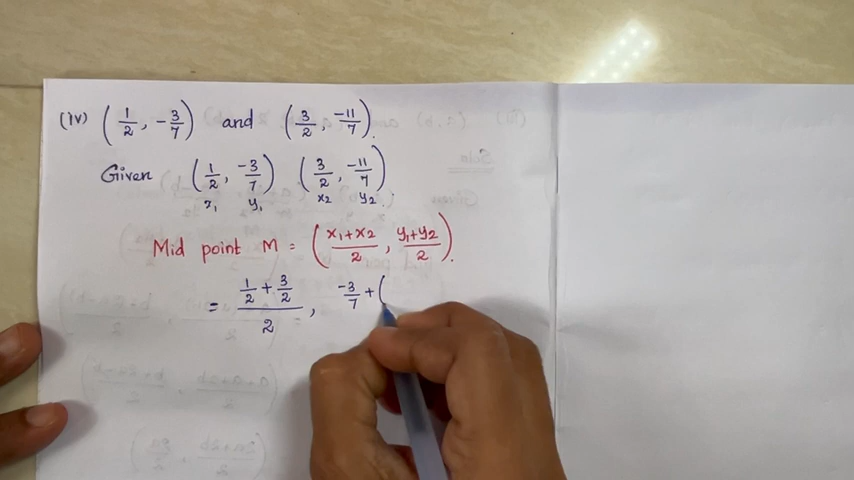 (iv) (1/2, -3/7) and (3/2, -11/7).
Given (1/2, -3/7) (3/2, -11/7).
x₁ y₁ x₂ y₂
Mid point M = (x₁+x₂/2, y₁+y₂/2).
= 1/2 + 3/2 / 2, -3/7 + (